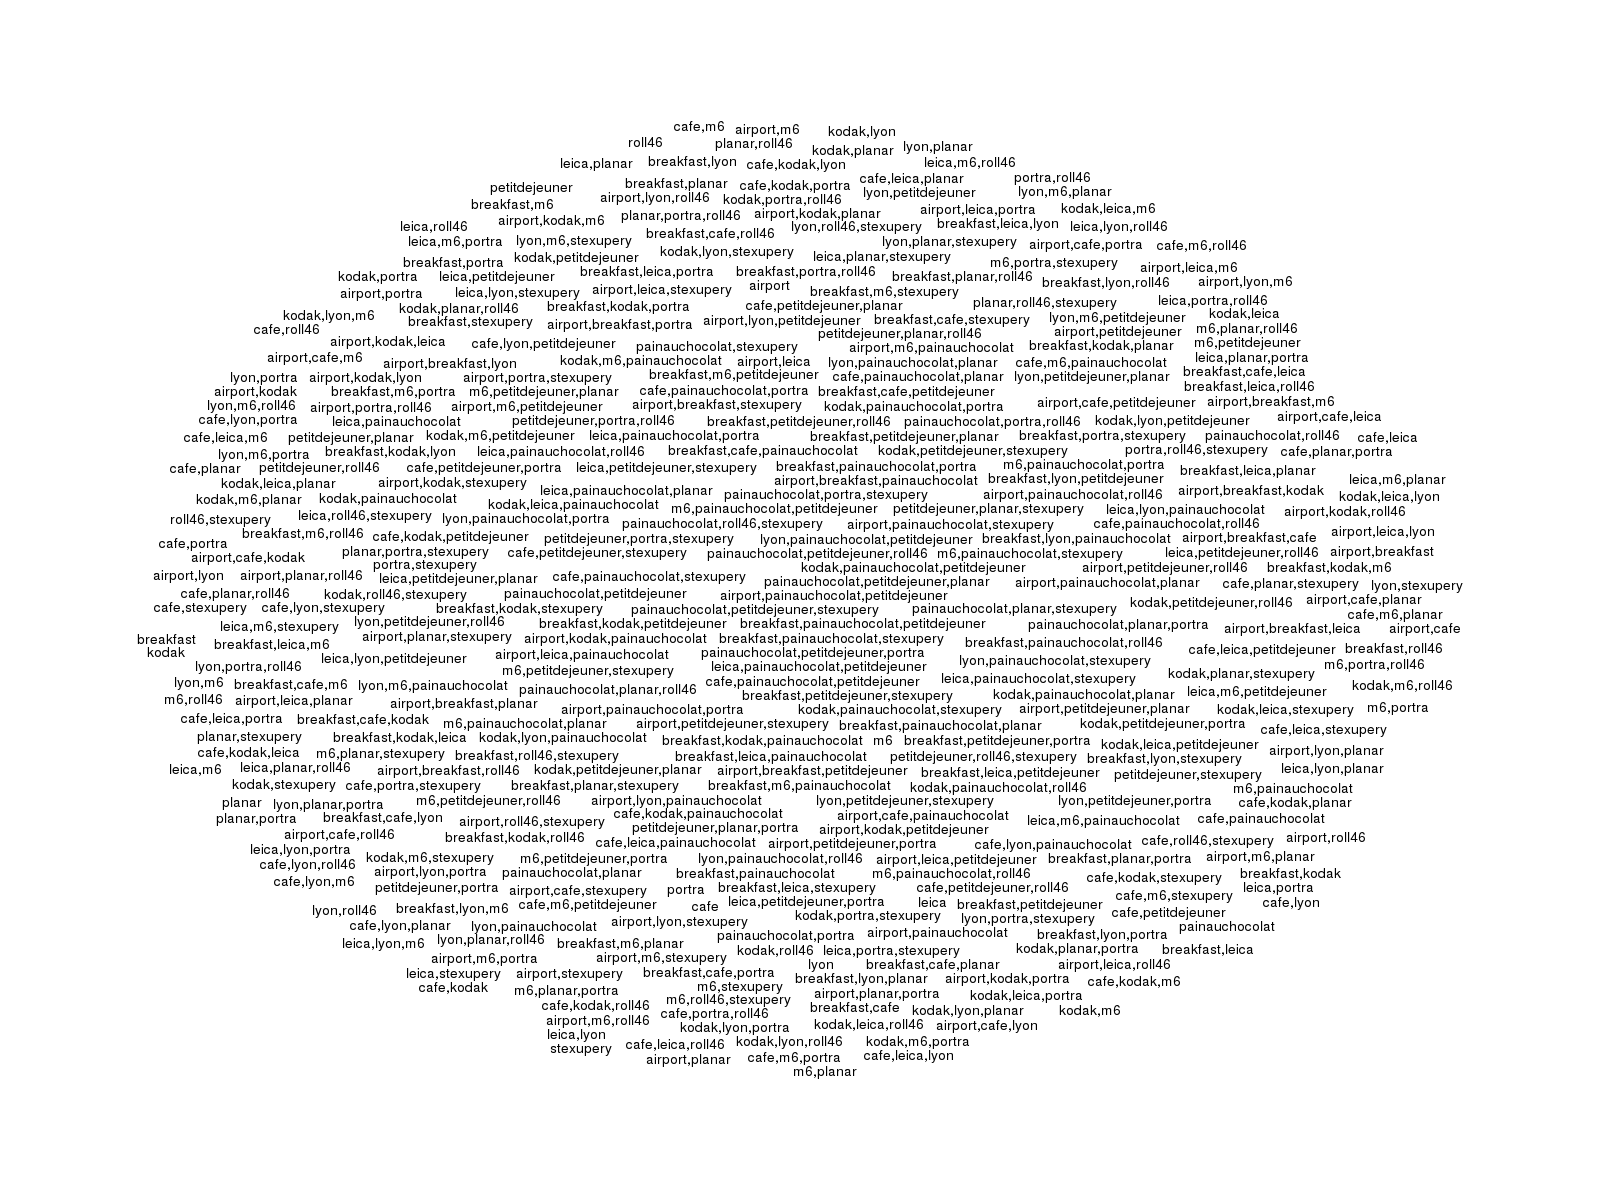 cafe,m6 airport,m6 kodak,lyon
roll46 planar,roll46 kodak,planar lyon,planar
leica,planar breakfast,lyon cafe,kodak,lyon leica,m6,roll46
petitdejeuner breakfast,planar cafe,kodak,portra cafe,leica,planar portra,roll46
breakfast,m6 airport,lyon,roll46 kodak,portra,roll46 lyon,petitdejeuner lyon,m6,planar
leica,roll46 airport,kodak,m6 planar,portra,roll46 airport,kodak,planar airport,leica,portra kodak,leica,m6
leica,m6,portra lyon,m6,stexupery breakfast,cafe,roll46 lyon,roll46,stexupery breakfast,leica,lyon leica,lyon,roll46
breakfast,portra kodak,petitdejeuner kodak,lyon,stexupery leica,planar,stexupery lyon,planar,stexupery airport,cafe,portra cafe,m6,roll46
kodak,portra leica,petitdejeuner breakfast,leica,portra breakfast,portra,roll46 breakfast,planar,roll46 m6,portra,stexupery airport,leica,m6
airport,portra leica,lyon,stexupery airport,leica,stexupery airport breakfast,m6,stexupery breakfast,lyon,roll46 airport,lyon,m6
kodak,lyon,m6 kodak,planar,roll46 breakfast,kodak,portra cafe,petitdejeuner,planar planar,roll46,stexupery leica,portra,roll46
cafe,roll46 breakfast,stexupery airport,breakfast,portra airport,lyon,petitdejeuner breakfast,cafe,stexupery lyon,m6,petitdejeuner kodak,leica
airport,kodak,leica cafe,lyon,petitdejeuner painauchocolat,stexupery petitdejeuner,planar,roll46 airport,m6,painauchocolat airport,petitdejeuner breakfast,kodak,planar m6,planar,roll46 m6,petitdejeuner
airport,cafe,m6 airport,breakfast,lyon kodak,m6,painauchocolat airport,leica lyon,painauchocolat,planar cafe,m6,painauchocolat leica,planar,portra
lyon,portra airport,kodak,lyon airport,portra,stexupery breakfast,m6,petitdejeuner cafe,painauchocolat,planar lyon,petitdejeuner,planar breakfast,cafe,leica
airport,kodak breakfast,m6,portra m6,petitdejeuner,planar cafe,painauchocolat,portra breakfast,cafe,petitdejeuner breakfast,leica,roll46
lyon,m6,roll46 airport,portra,roll46 airport,m6,petitdejeuner airport,breakfast,stexupery kodak,painauchocolat,portra airport,cafe,petitdejeuner airport,breakfast,m6
cafe,lyon,portra leica,painauchocolat petitdejeuner,portra,roll46 breakfast,petitdejeuner,roll46 painauchocolat,portra,roll46 kodak,lyon,petitdejeuner airport,cafe,leica
cafe,leica,m6 petitdejeuner,planar kodak,m6,petitdejeuner leica,painauchocolat,portra breakfast,petitdejeuner,planar breakfast,portra,stexupery painauchocolat,roll46 cafe,leica
lyon,m6,portra breakfast,kodak,lyon leica,painauchocolat,roll46 breakfast,cafe,painauchocolat kodak,petitdejeuner,stexupery portra,roll46,stexupery cafe,planar,portra
cafe,planar petitdejeuner,roll46 cafe,petitdejeuner,portra leica,petitdejeuner,stexupery breakfast,painauchocolat,portra m6,painauchocolat,portra breakfast,leica,planar
kodak,leica,planar airport,kodak,stexupery leica,painauchocolat,planar airport,breakfast,painauchocolat breakfast,lyon,petitdejeuner leica,m6,planar
kodak,m6,planar kodak,painauchocolat kodak,leica,painauchocolat painauchocolat,portra,stexupery airport,painauchocolat,roll46 airport,breakfast,kodak kodak,leica,lyon
roll46,stexupery leica,roll46,stexupery lyon,painauchocolat,portra m6,painauchocolat,petitdejeuner petitdejeuner,planar,stexupery leica,lyon,painauchocolat airport,kodak,roll46
breakfast,m6,roll46 cafe,kodak,petitdejeuner painauchocolat,roll46,stexupery airport,painauchocolat,stexupery cafe,painauchocolat,roll46 airport,leica,lyon
cafe,portra petitdejeuner,portra,stexupery lyon,painauchocolat,petitdejeuner breakfast,lyon,painauchocolat airport,breakfast,cafe
airport,cafe,kodak planar,portra,stexupery cafe,petitdejeuner,stexupery painauchocolat,petitdejeuner,roll46 m6,painauchocolat,stexupery leica,petitdejeuner,roll46 airport,breakfast
portra,stexupery kodak,painauchocolat,petitdejeuner airport,petitdejeuner,roll46 breakfast,kodak,m6
airport,lyon airport,planar,roll46 leica,petitdejeuner,planar cafe,painauchocolat,stexupery painauchocolat,petitdejeuner,planar airport,painauchocolat,planar cafe,planar,stexupery lyon,stexupery
cafe,planar,roll46 kodak,roll46,stexupery painauchocolat,petitdejeuner airport,painauchocolat,petitdejeuner kodak,petitdejeuner,roll46 airport,cafe,planar
cafe,stexupery cafe,lyon,stexupery breakfast,kodak,stexupery painauchocolat,petitdejeuner,stexupery painauchocolat,planar,stexupery cafe,m6,planar
leica,m6,stexupery lyon,petitdejeuner,roll46 breakfast,kodak,petitdejeuner breakfast,painauchocolat,petitdejeuner painauchocolat,planar,portra airport,breakfast,leica airport,cafe
breakfast breakfast,leica,m6 airport,planar,stexupery airport,kodak,painauchocolat breakfast,painauchocolat,stexupery breakfast,painauchocolat,roll46 cafe,leica,petitdejeuner breakfast,roll46
kodak leica,lyon,petitdejeuner airport,leica,painauchocolat painauchocolat,petitdejeuner,portra lyon,painauchocolat,stexupery
lyon,portra,roll46 m6,petitdejeuner,stexupery leica,painauchocolat,petitdejeuner kodak,planar,stexupery m6,portra,roll46
lyon,m6 breakfast,cafe,m6 lyon,m6,painauchocolat painauchocolat,planar,roll46 cafe,painauchocolat,petitdejeuner leica,painauchocolat,stexupery leica,m6,petitdejeuner kodak,m6,roll46
m6,roll46 airport,leica,planar airport,breakfast,planar breakfast,petitdejeuner,stexupery kodak,painauchocolat,planar
airport,painauchocolat,portra kodak,painauchocolat,stexupery airport,petitdejeuner,planar kodak,leica,stexupery m6,portra
cafe,leica,portra breakfast,cafe,kodak m6,painauchocolat,planar airport,petitdejeuner,stexupery breakfast,painauchocolat,planar kodak,petitdejeuner,portra cafe,leica,stexupery
planar,stexupery breakfast,kodak,leica kodak,lyon,painauchocolat breakfast,kodak,painauchocolat m6 breakfast,petitdejeuner,portra kodak,leica,petitdejeuner
cafe,kodak,leica m6,planar,stexupery breakfast,roll46,stexupery breakfast,leica,painauchocolat petitdejeuner,roll46,stexupery breakfast,lyon,stexupery airport,lyon,planar
leica,m6 leica,planar,roll46 airport,breakfast,roll46 kodak,petitdejeuner,planar airport,breakfast,petitdejeuner breakfast,leica,petitdejeuner petitdejeuner,stexupery leica,lyon,planar
kodak,stexupery cafe,portra,stexupery breakfast,planar,stexupery breakfast,m6,painauchocolat kodak,painauchocolat,roll46 m6,painauchocolat
planar lyon,planar,portra m6,petitdejeuner,roll46 airport,lyon,painauchocolat lyon,petitdejeuner,stexupery lyon,petitdejeuner,portra cafe,kodak,planar
planar,portra breakfast,cafe,lyon airport,roll46,stexupery cafe,kodak,painauchocolat airport,cafe,painauchocolat leica,m6,painauchocolat cafe,painauchocolat
airport,cafe,roll46 breakfast,kodak,roll46 petitdejeuner,planar,portra airport,kodak,petitdejeuner cafe,roll46,stexupery airport,roll46
leica,lyon,portra cafe,leica,painauchocolat airport,petitdejeuner,portra cafe,lyon,painauchocolat
cafe,lyon,roll46 kodak,m6,stexupery m6,petitdejeuner,portra lyon,painauchocolat,roll46 airport,leica,petitdejeuner breakfast,planar,portra airport,m6,planar
cafe,lyon,m6 airport,lyon,portra painauchocolat,planar breakfast,painauchocolat m6,painauchocolat,roll46 cafe,kodak,stexupery breakfast,kodak
petitdejeuner,portra airport,cafe,stexupery portra breakfast,leica,stexupery cafe,petitdejeuner,roll46 cafe,m6,stexupery leica,portra
lyon,roll46 breakfast,lyon,m6 cafe,m6,petitdejeuner cafe leica,petitdejeuner,portra leica breakfast,petitdejeuner cafe,petitdejeuner cafe,lyon
cafe,lyon,planar lyon,painauchocolat airport,lyon,stexupery kodak,portra,stexupery lyon,portra,stexupery painauchocolat
leica,lyon,m6 lyon,planar,roll46 breakfast,m6,planar painauchocolat,portra airport,painauchocolat breakfast,lyon,portra
airport,m6,portra airport,m6,stexupery kodak,roll46 leica,portra,stexupery kodak,planar,portra breakfast,leica
leica,stexupery airport,stexupery breakfast,cafe,portra lyon breakfast,cafe,planar airport,leica,roll46
cafe,kodak m6,planar,portra m6,stexupery breakfast,lyon,planar airport,kodak,portra cafe,kodak,m6
cafe,kodak,roll46 m6,roll46,stexupery airport,planar,portra kodak,leica,portra
airport,m6,roll46 cafe,portra,roll46 breakfast,cafe kodak,lyon,planar kodak,m6
leica,lyon kodak,lyon,portra kodak,leica,roll46 airport,cafe,lyon
stexupery cafe,leica,roll46 kodak,lyon,roll46 kodak,m6,portra
airport,planar cafe,m6,portra cafe,leica,lyon
m6,planar